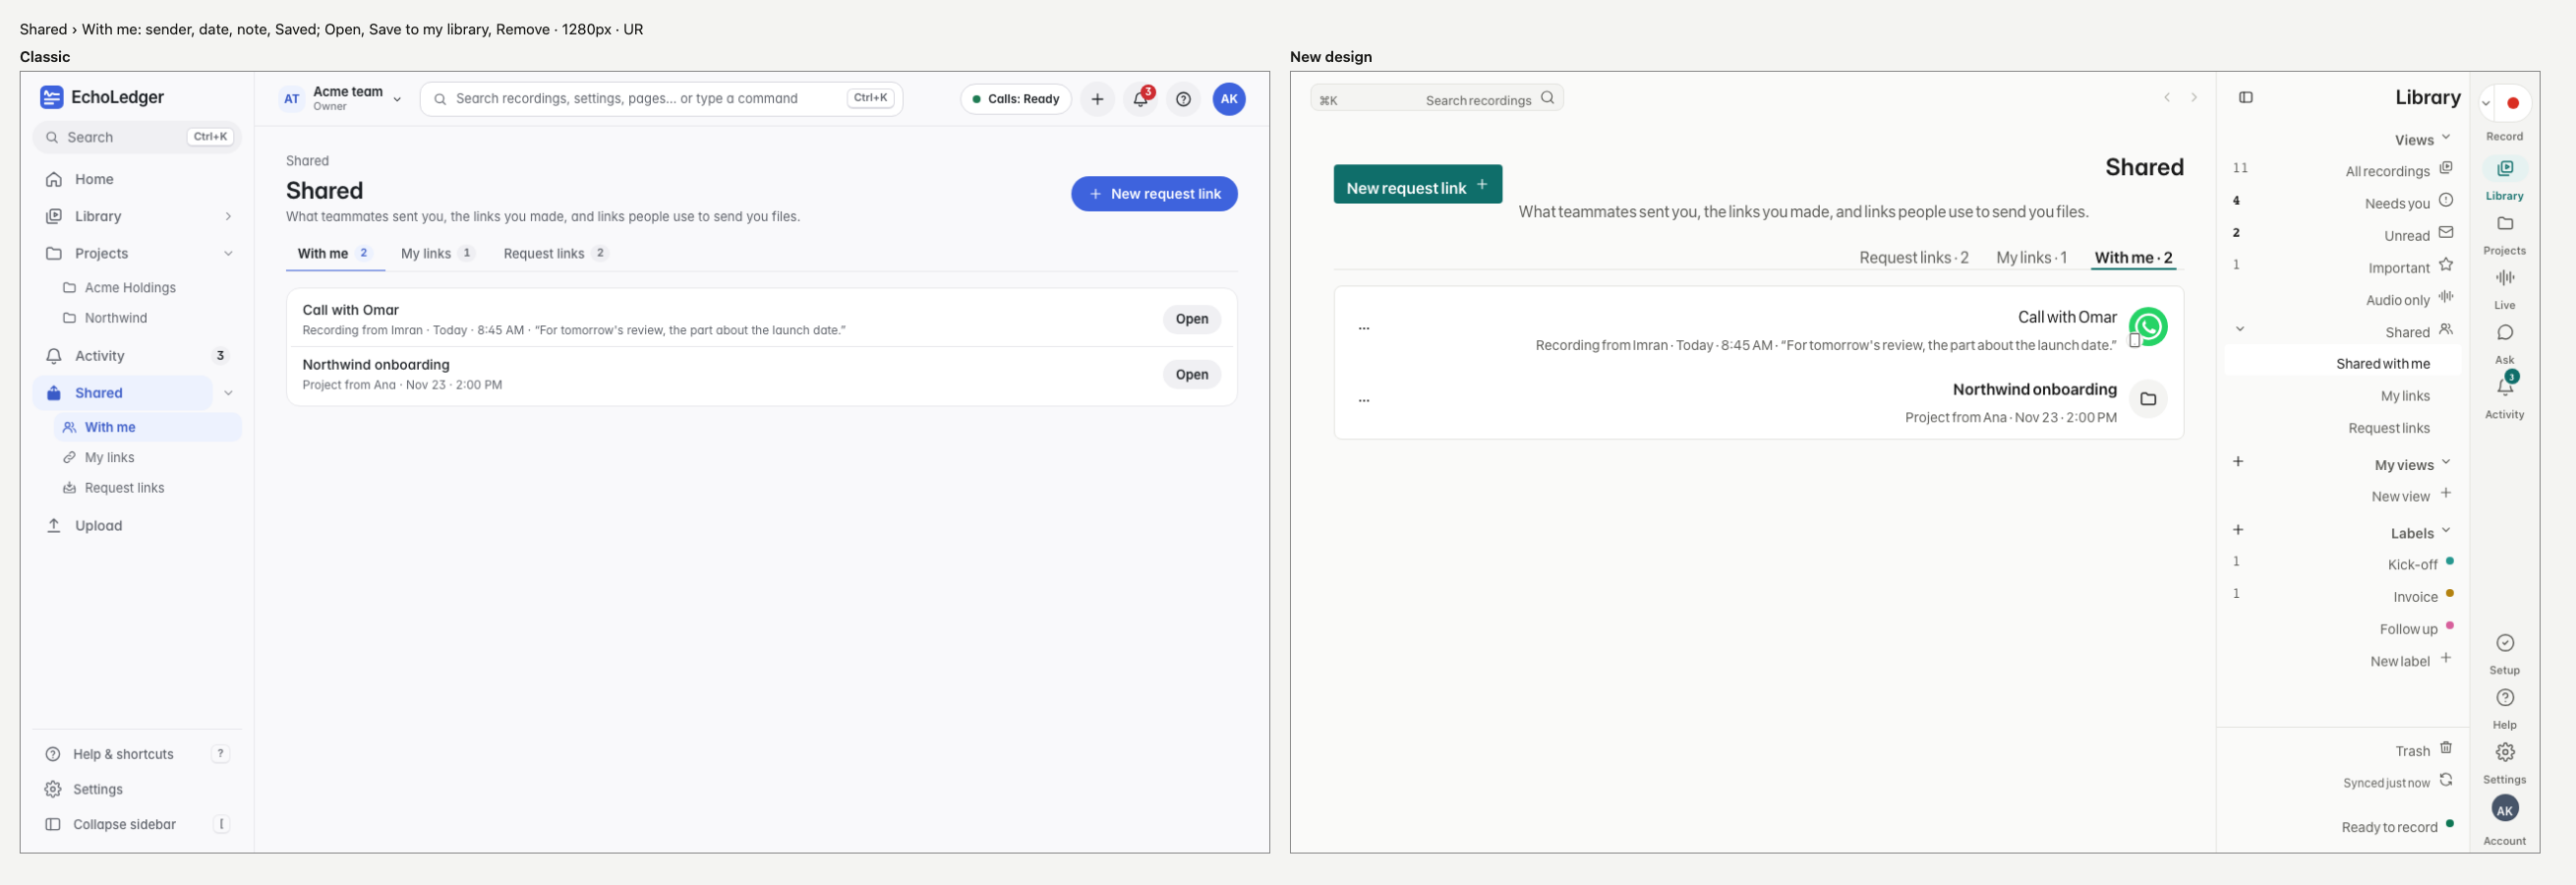 Shared › With me: sender, date, note, Saved; Open, Save to my library, Remove · 1280px · UR
Classic
EchoLedger
Search Ctrl+K
Home
Library
Projects
Acme Holdings
Northwind
Activity 3
Shared
With me
My links
Request links
Upload
Help & shortcuts ?
Settings
Collapse sidebar [
AT Acme team
Owner
Search recordings, settings, pages... or type a command Ctrl+K
Calls: Ready
3
AK
Shared
Shared
What teammates sent you, the links you made, and links people use to send you files.
New request link
With me 2 My links 1 Request links 2
Call with Omar
Recording from Imran · Today · 8:45 AM · “For tomorrow's review, the part about the launch date.”
Open
Northwind onboarding
Project from Ana · Nov 23 · 2:00 PM
Open
New design
⌘K Search recordings
Shared
New request link
What teammates sent you, the links you made, and links people use to send you files.
Request links · 2 My links · 1 With me · 2
Call with Omar
Recording from Imran · Today · 8:45 AM · “For tomorrow's review, the part about the launch date.”
Northwind onboarding
Project from Ana · Nov 23 · 2:00 PM
Library
Views
11 All recordings
4 Needs you
2 Unread
1 Important
Audio only
Shared
Shared with me
My links
Request links
My views
New view
Labels
1 Kick-off
1 Invoice
Follow up
New label
Trash
Synced just now
Ready to record
Record
Library
Projects
Live
Ask
3
Activity
Setup
Help
Settings
AK
Account